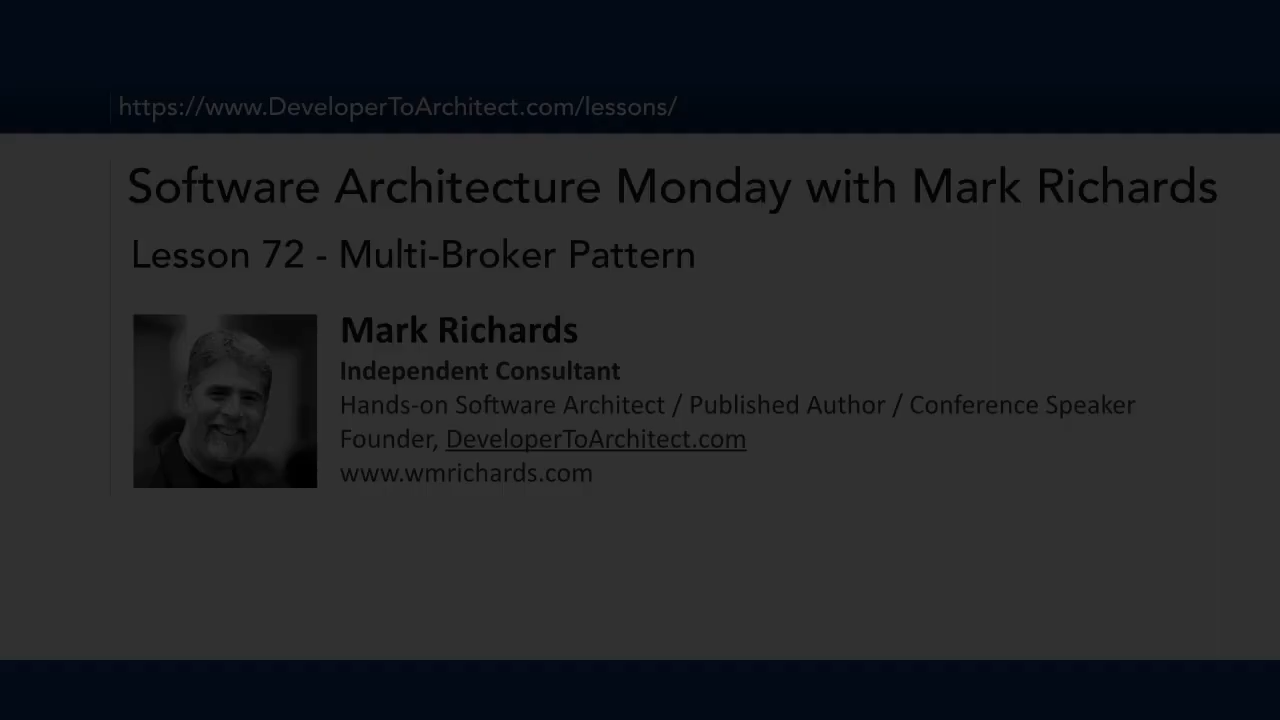 https://www.DeveloperToArchitect.com/lessons/
Software Architecture Monday with Mark Richards
Lesson 72 - Multi-Broker Pattern
Mark Richards
Independent Consultant
Hands-on Software Architect / Published Author / Conference Speaker
Founder, DeveloperToArchitect.com
www.wmrichards.com